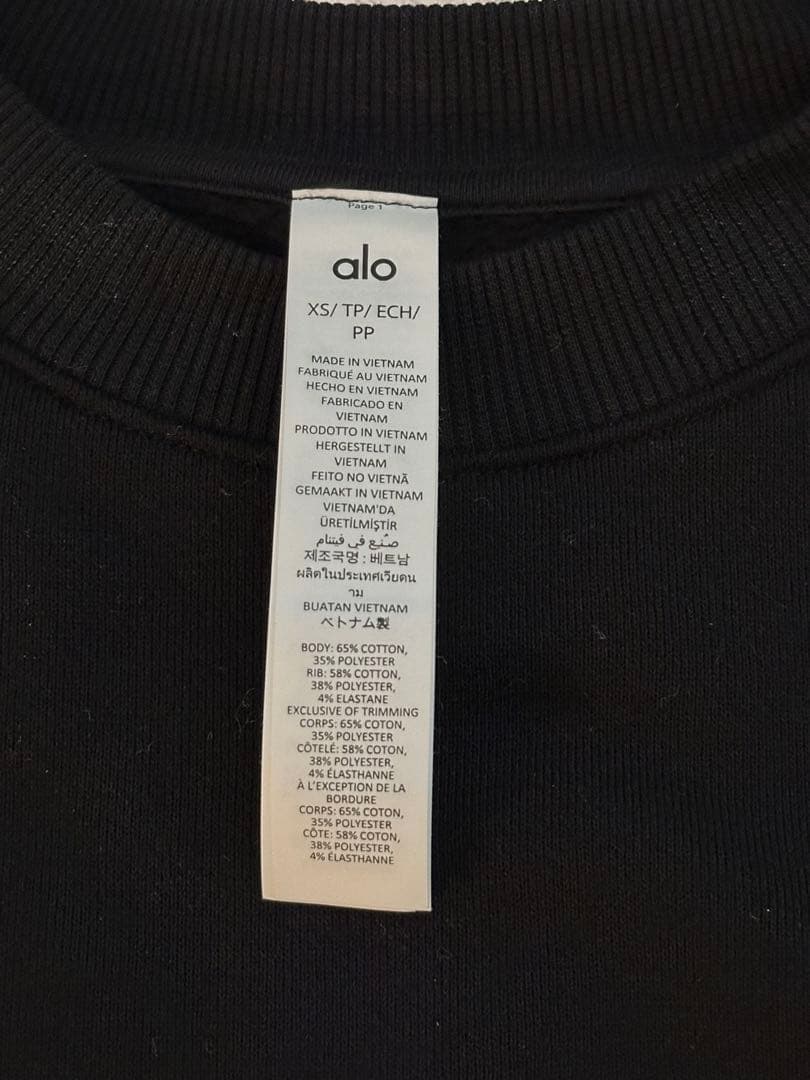 Page 1
alo
XS/ TP/ ECH/
PP
MADE IN VIETNAM
FABRIQUÉ AU VIETNAM
HECHO EN VIETNAM
FABRICADO EN
VIETNAM
PRODOTTO IN VIETNAM
HERGESTELLT IN
VIETNAM
FEITO NO VIETNÃ
GEMAAKT IN VIETNAM
VIETNAM'DA
ÜRETİLMİŞTİR
صُنِع في فيتنام
제조국명 : 베트남
ผลิตในประเทศเวียดน
าม
BUATAN VIETNAM
ベトナム製
BODY: 65% COTTON,
35% POLYESTER
RIB: 58% COTTON,
38% POLYESTER,
4% ELASTANE
EXCLUSIVE OF TRIMMING
CORPS: 65% COTON,
35% POLYESTER
CÔTELÉ: 58% COTON,
38% POLYESTER,
4% ÉLASTHANNE
À L'EXCEPTION DE LA
BORDURE
CORPS: 65% COTON,
35% POLYESTER
CÔTE: 58% COTON,
38% POLYESTER,
4% ÉLASTHANNE